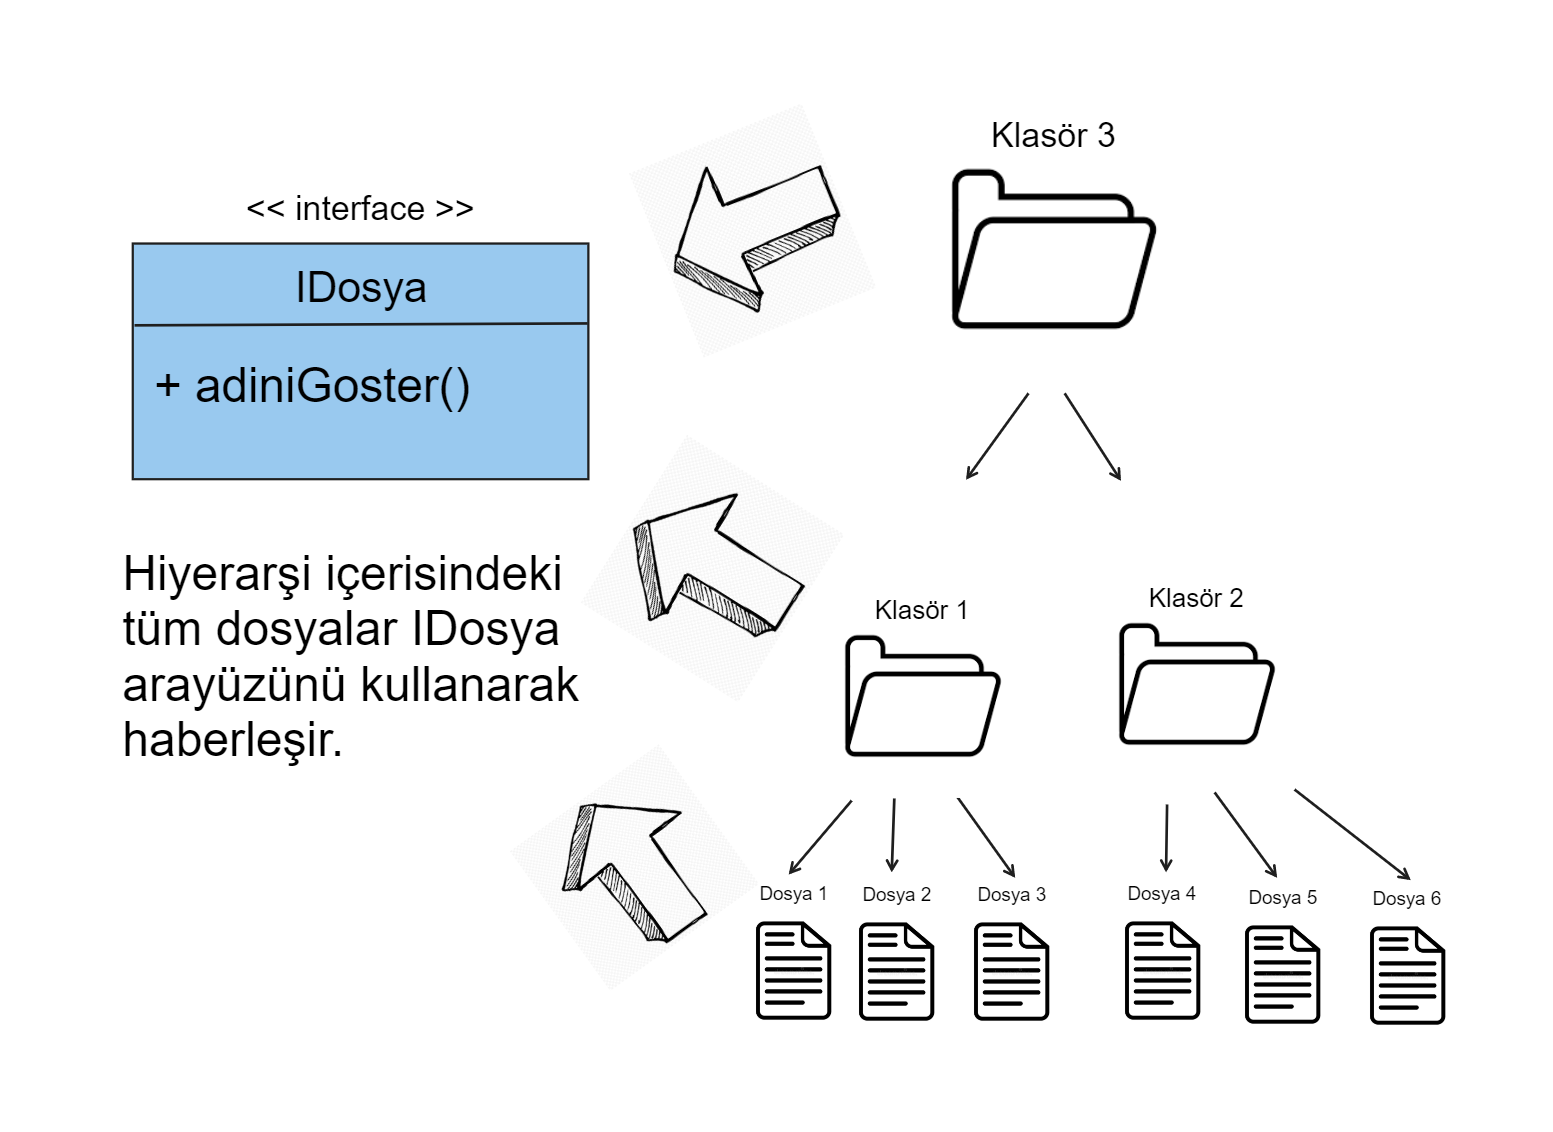 Klasör 3
<< interface >>
IDosya
+ adiniGoster()
Hiyerarşi içerisindeki
tüm dosyalar IDosya
arayüzünü kullanarak
haberleşir.
Klasör 1
Klasör 2
Dosya 1
Dosya 2
Dosya 3
Dosya 4
Dosya 5
Dosya 6